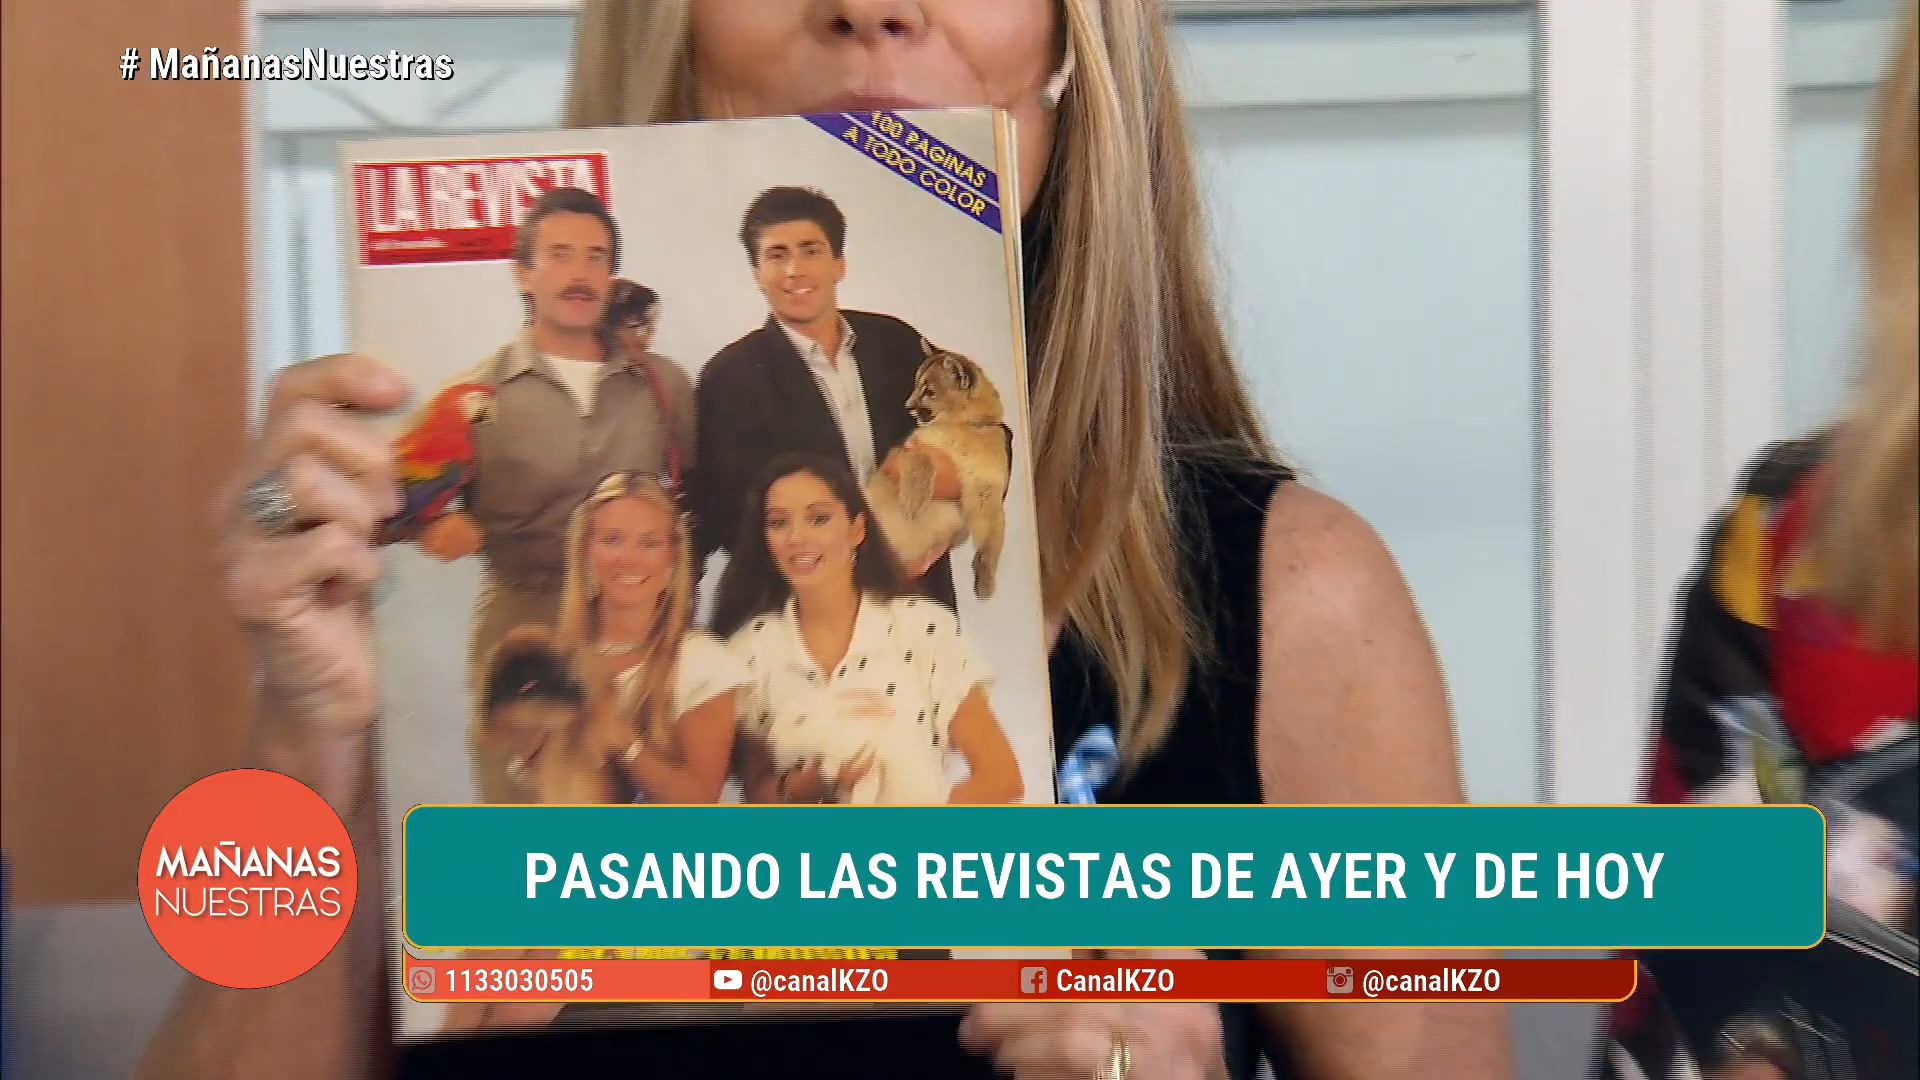 # MañanasNuestras
100 PAGINAS
A TODO COLOR
LA REVISTA
MAÑANAS
NUESTRAS
PASANDO LAS REVISTAS DE AYER Y DE HOY
1133030505
@canalKZO
CanalKZO
@canalKZO